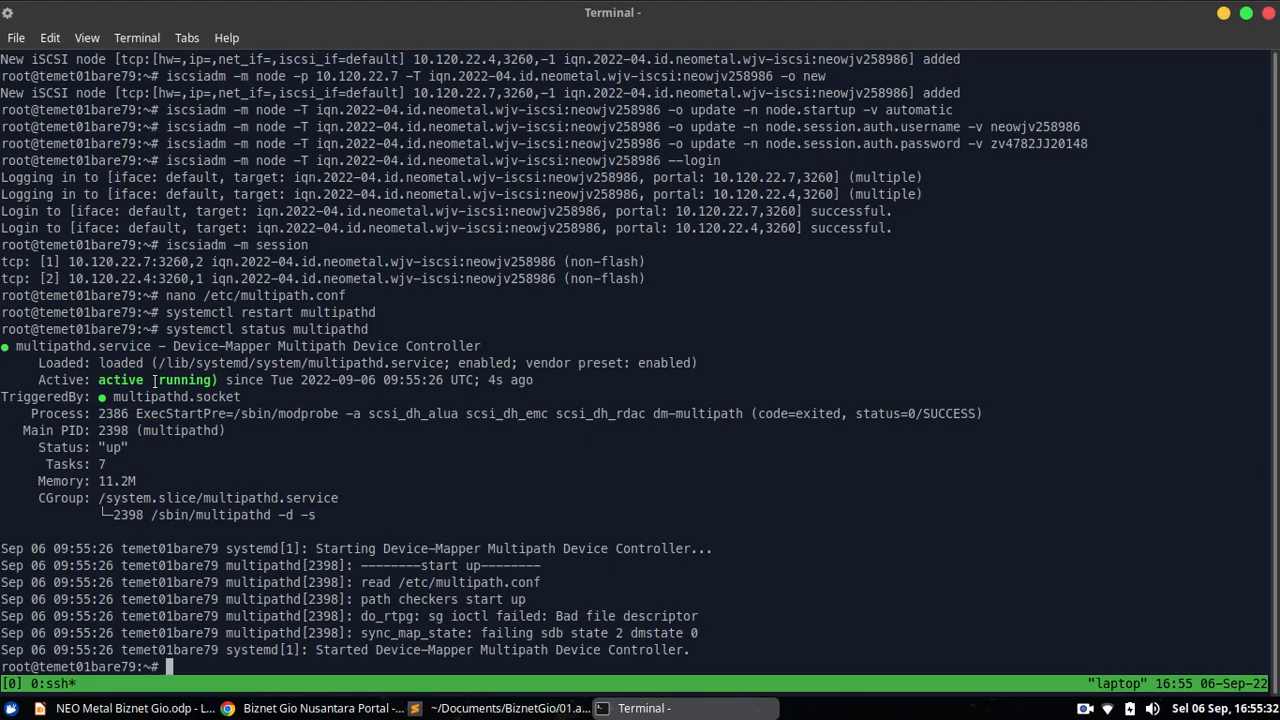 Terminal -
File Edit View Terminal Tabs Help
New iSCSI node [tcp:[hw=,ip=,net_if=,iscsi_if=default] 10.120.22.4,3260,-1 iqn.2022-04.id.neometal.wjv-iscsi:neowjv258986] added
root@temet01bare79:~# iscsiadm -m node -p 10.120.22.7 -T iqn.2022-04.id.neometal.wjv-iscsi:neowjv258986 -o new
New iSCSI node [tcp:[hw=,ip=,net_if=,iscsi_if=default] 10.120.22.7,3260,-1 iqn.2022-04.id.neometal.wjv-iscsi:neowjv258986] added
root@temet01bare79:~# iscsiadm -m node -T iqn.2022-04.id.neometal.wjv-iscsi:neowjv258986 -o update -n node.startup -v automatic
root@temet01bare79:~# iscsiadm -m node -T iqn.2022-04.id.neometal.wjv-iscsi:neowjv258986 -o update -n node.session.auth.username -v neowjv258986
root@temet01bare79:~# iscsiadm -m node -T iqn.2022-04.id.neometal.wjv-iscsi:neowjv258986 -o update -n node.session.auth.password -v zv4782JJ20148
root@temet01bare79:~# iscsiadm -m node -T iqn.2022-04.id.neometal.wjv-iscsi:neowjv258986 --login
Logging in to [iface: default, target: iqn.2022-04.id.neometal.wjv-iscsi:neowjv258986, portal: 10.120.22.7,3260] (multiple)
Logging in to [iface: default, target: iqn.2022-04.id.neometal.wjv-iscsi:neowjv258986, portal: 10.120.22.4,3260] (multiple)
Login to [iface: default, target: iqn.2022-04.id.neometal.wjv-iscsi:neowjv258986, portal: 10.120.22.7,3260] successful.
Login to [iface: default, target: iqn.2022-04.id.neometal.wjv-iscsi:neowjv258986, portal: 10.120.22.4,3260] successful.
root@temet01bare79:~# iscsiadm -m session
tcp: [1] 10.120.22.7:3260,2 iqn.2022-04.id.neometal.wjv-iscsi:neowjv258986 (non-flash)
tcp: [2] 10.120.22.4:3260,1 iqn.2022-04.id.neometal.wjv-iscsi:neowjv258986 (non-flash)
root@temet01bare79:~# nano /etc/multipath.conf
root@temet01bare79:~# systemctl restart multipathd
root@temet01bare79:~# systemctl status multipathd
● multipathd.service - Device-Mapper Multipath Device Controller
Loaded: loaded (/lib/systemd/system/multipathd.service; enabled; vendor preset: enabled)
Active: active (running) since Tue 2022-09-06 09:55:26 UTC; 4s ago
TriggeredBy: ● multipathd.socket
Process: 2386 ExecStartPre=/sbin/modprobe -a scsi_dh_alua scsi_dh_emc scsi_dh_rdac dm-multipath (code=exited, status=0/SUCCESS)
Main PID: 2398 (multipathd)
Status: "up"
Tasks: 7
Memory: 11.2M
CGroup: /system.slice/multipathd.service
└─2398 /sbin/multipathd -d -s
Sep 06 09:55:26 temet01bare79 systemd[1]: Starting Device-Mapper Multipath Device Controller...
Sep 06 09:55:26 temet01bare79 multipathd[2398]: --------start up--------
Sep 06 09:55:26 temet01bare79 multipathd[2398]: read /etc/multipath.conf
Sep 06 09:55:26 temet01bare79 multipathd[2398]: path checkers start up
Sep 06 09:55:26 temet01bare79 multipathd[2398]: do_rtpg: sg ioctl failed: Bad file descriptor
Sep 06 09:55:26 temet01bare79 multipathd[2398]: sync_map_state: failing sdb state 2 dmstate 0
Sep 06 09:55:26 temet01bare79 systemd[1]: Started Device-Mapper Multipath Device Controller.
root@temet01bare79:~#
[0] 0:ssh* "laptop" 16:55 06-Sep-22
NEO Metal Biznet Gio.odp - L... Biznet Gio Nusantara Portal -... ~/Documents/BiznetGio/01.a... Terminal - Sel 06 Sep, 16:55:32